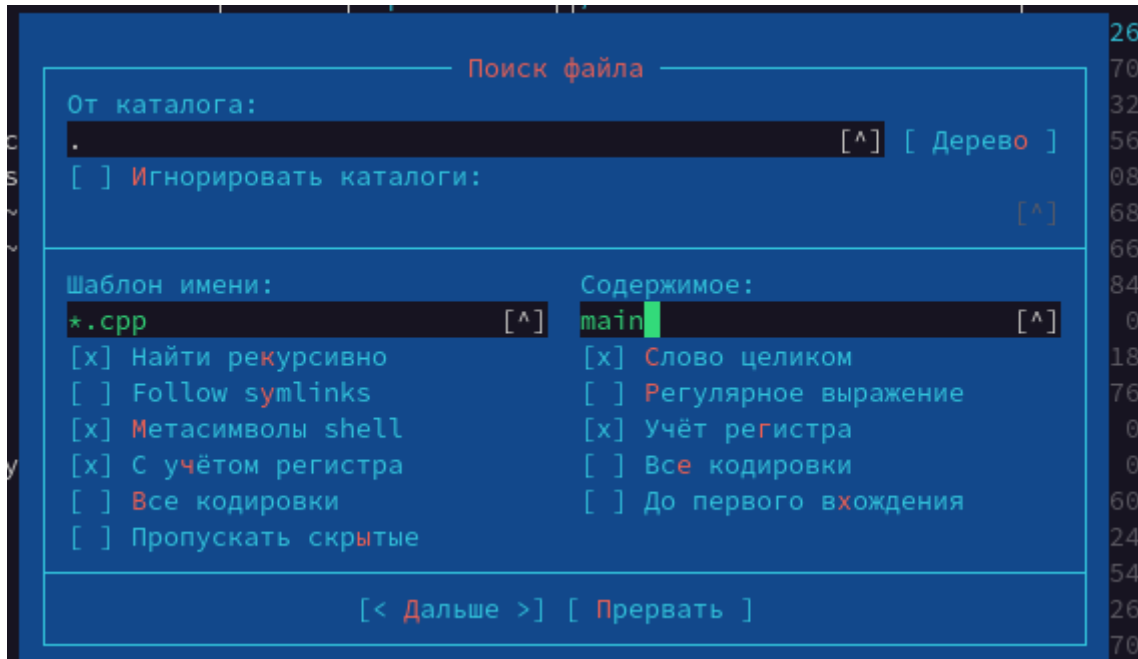 Поиск файла
От каталога:
. [^] [ Дерево ]
[ ] Игнорировать каталоги:
[^]
Шаблон имени: Содержимое:
*.cpp [^] main [^]
[x] Найти рекурсивно [x] Слово целиком
[ ] Follow symlinks [ ] Регулярное выражение
[x] Метасимволы shell [x] Учёт регистра
[x] С учётом регистра [ ] Все кодировки
[ ] Все кодировки [ ] До первого вхождения
[ ] Пропускать скрытые
[< Дальше >] [ Прервать ]